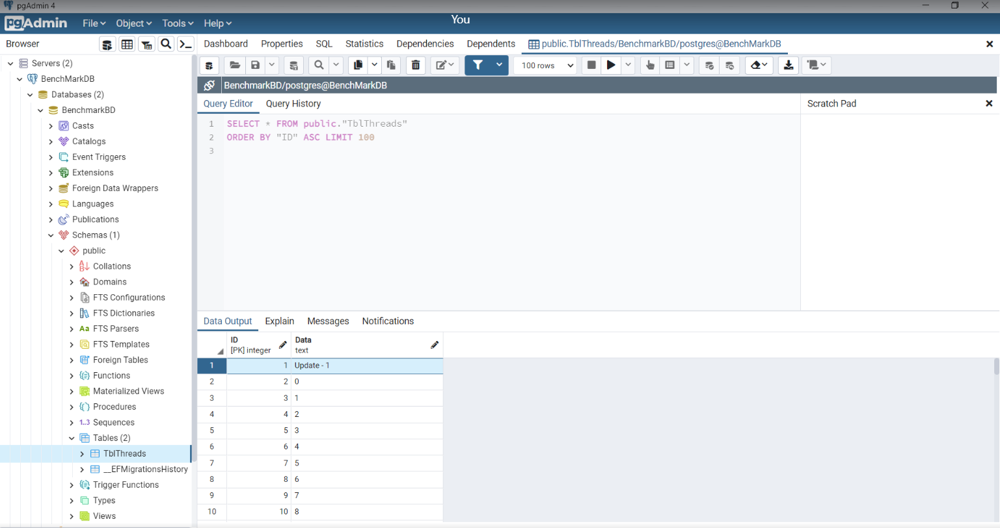 pgAdmin 4
You
pgAdmin File Object Tools Help
Browser
Dashboard Properties SQL Statistics Dependencies Dependents public.TblThreads/BenchmarkBD/postgres@BenchMarkDB
100 rows
BenchmarkBD/postgres@BenchMarkDB
Query Editor Query History
Scratch Pad
1 SELECT * FROM public."TblThreads"
2 ORDER BY "ID" ASC LIMIT 100
3
Servers (2)
BenchMarkDB
Databases (2)
BenchmarkBD
Casts
Catalogs
Event Triggers
Extensions
Foreign Data Wrappers
Languages
Publications
Schemas (1)
public
Collations
Domains
FTS Configurations
FTS Dictionaries
Aa FTS Parsers
FTS Templates
Foreign Tables
Functions
Materialized Views
Procedures
1..3 Sequences
Tables (2)
TblThreads
__EFMigrationsHistory
Trigger Functions
Types
Views
Data Output Explain Messages Notifications
ID Data
[PK] integer text
1 1 Update - 1
2 2 0
3 3 1
4 4 2
5 5 3
6 6 4
7 7 5
8 8 6
9 9 7
10 10 8